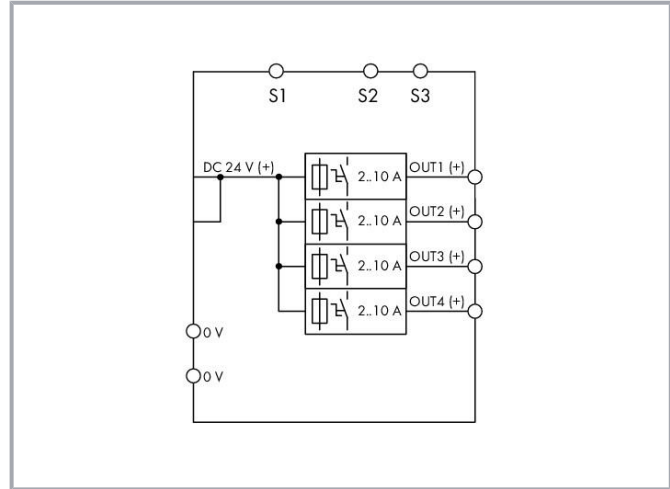 S1 S2 S3
DC 24 V (+)
2..10 A OUT1 (+)
2..10 A OUT2 (+)
2..10 A OUT3 (+)
2..10 A OUT4 (+)
0 V
0 V